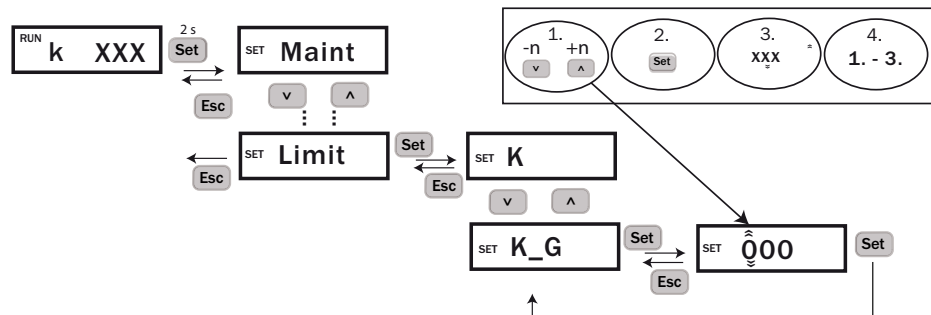 1.
-n +n
2.
Set
3.
xxx
4.
1. - 3.
RUN k XXX
2 s
Set
Esc
SET Maint
SET Limit
Esc
Set
Esc
SET K
SET K_G
Set
Esc
SET 000
Set